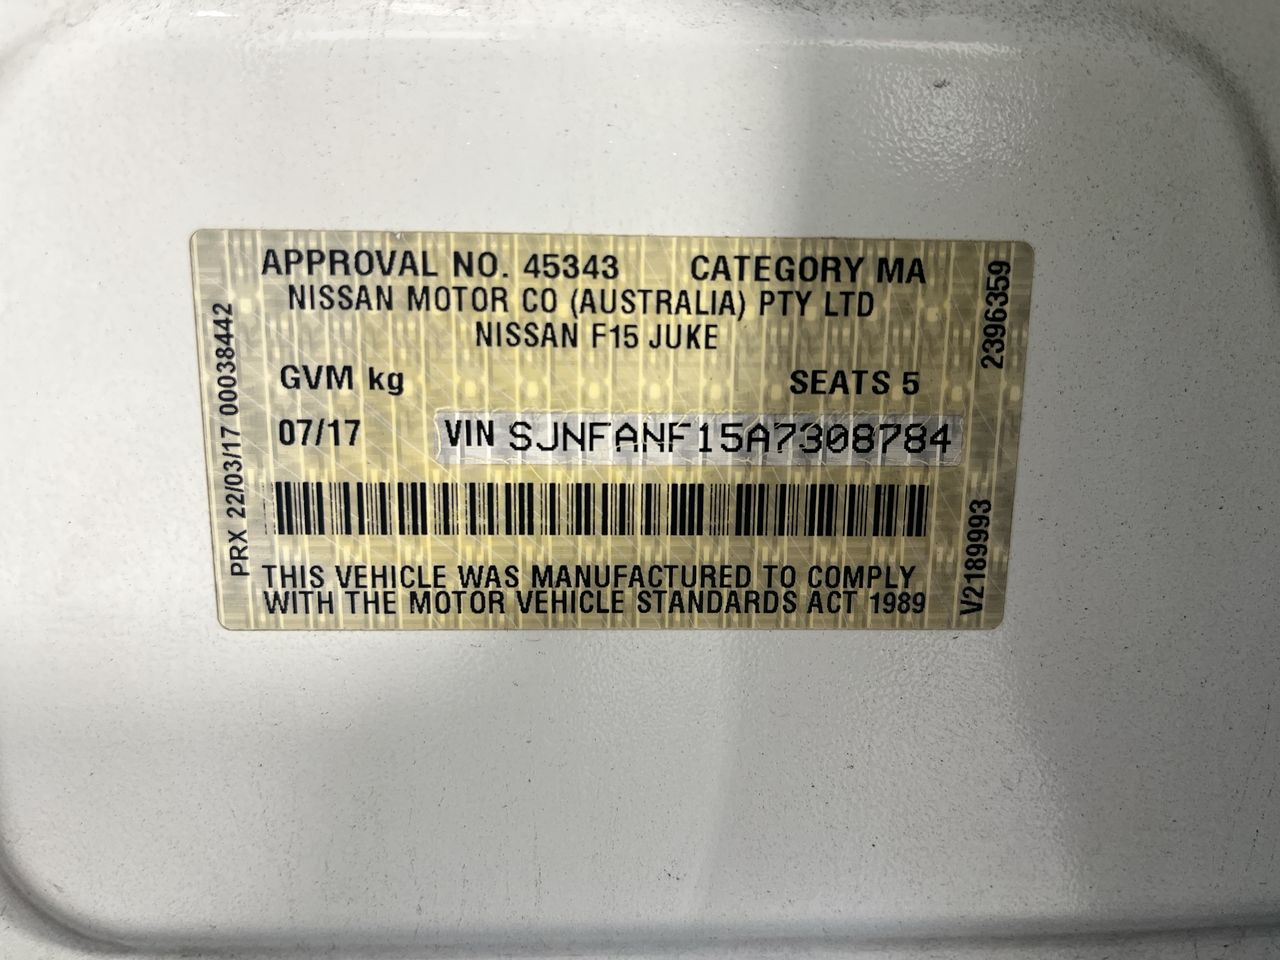 APPROVAL NO. 45343 CATEGORY MA
NISSAN MOTOR CO (AUSTRALIA) PTY LTD
NISSAN F15 JUKE
GVM kg SEATS 5
07/17 VIN SJNFANF15A7308784
THIS VEHICLE WAS MANUFACTURED TO COMPLY
WITH THE MOTOR VEHICLE STANDARDS ACT 1989
PRX 22/03/17 00038442
2396359
V2189993